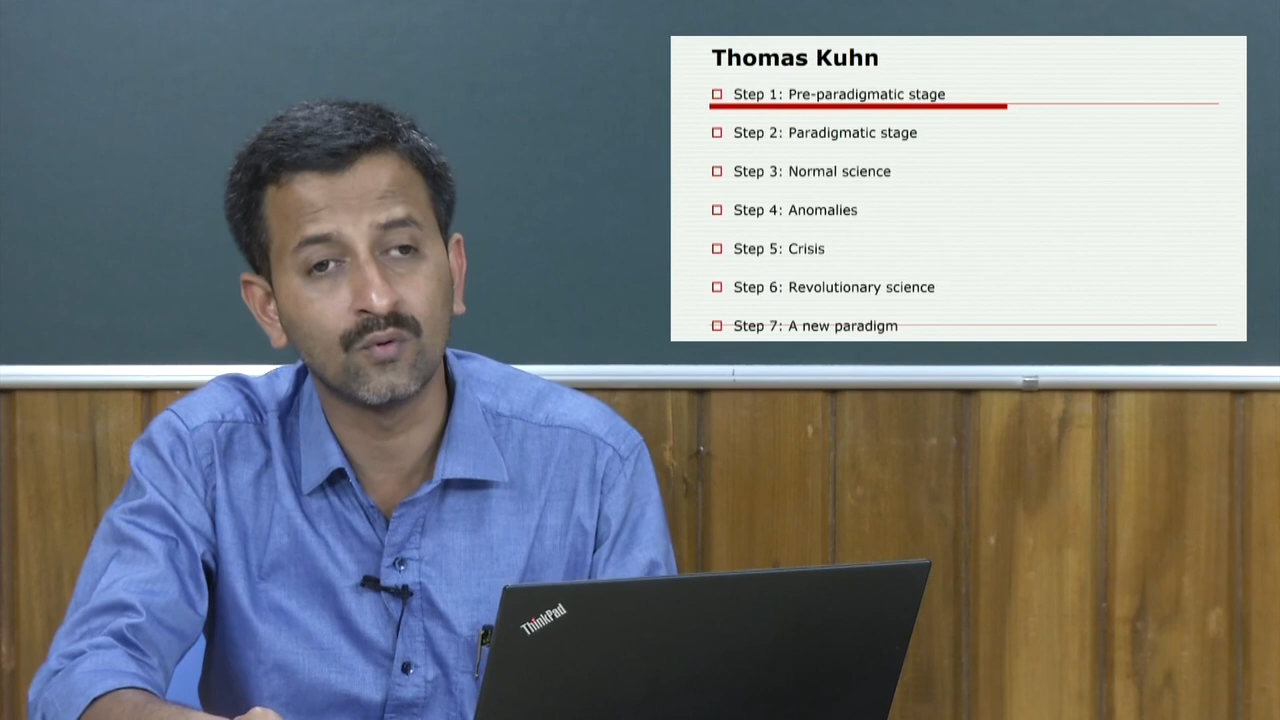 Thomas Kuhn
Step 1: Pre-paradigmatic stage
Step 2: Paradigmatic stage
Step 3: Normal science
Step 4: Anomalies
Step 5: Crisis
Step 6: Revolutionary science
Step 7: A new paradigm
ThinkPad